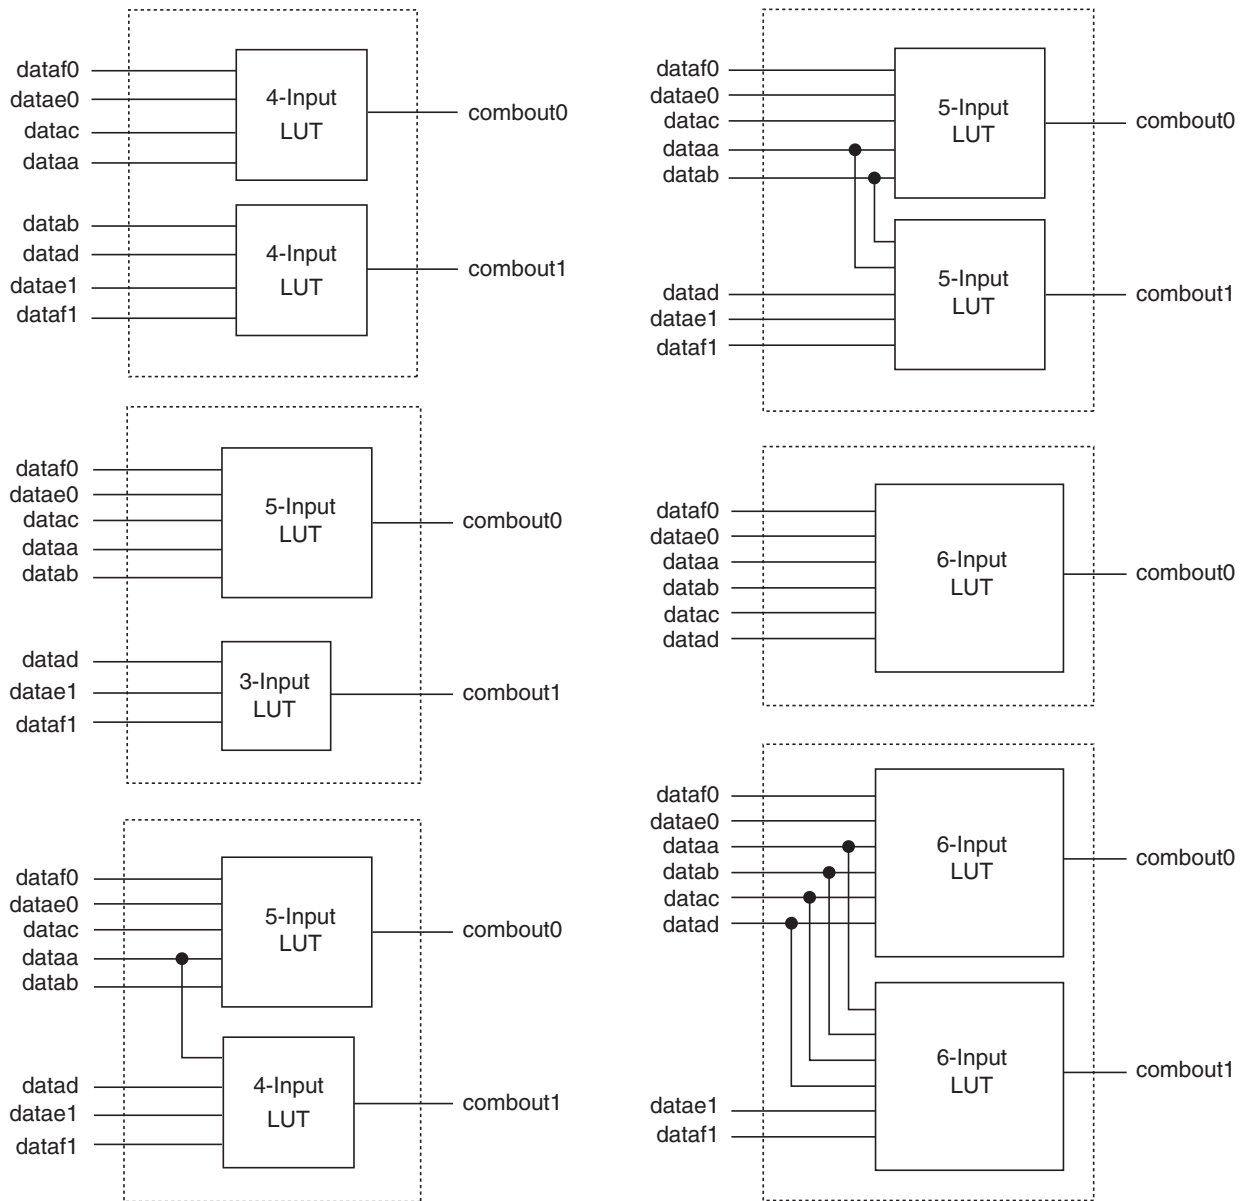 dataf0
datae0
datac
dataa
4-Input
LUT
combout0
datab
datad
datae1
dataf1
4-Input
LUT
combout1
dataf0
datae0
datac
dataa
datab
5-Input
LUT
combout0
datad
datae1
dataf1
3-Input
LUT
combout1
dataf0
datae0
datac
dataa
datab
5-Input
LUT
combout0
datad
datae1
dataf1
4-Input
LUT
combout1
dataf0
datae0
datac
dataa
datab
5-Input
LUT
combout0
datad
datae1
dataf1
5-Input
LUT
combout1
dataf0
datae0
dataa
datab
datac
datad
6-Input
LUT
combout0
dataf0
datae0
dataa
datab
datac
datad
6-Input
LUT
combout0
datae1
dataf1
6-Input
LUT
combout1